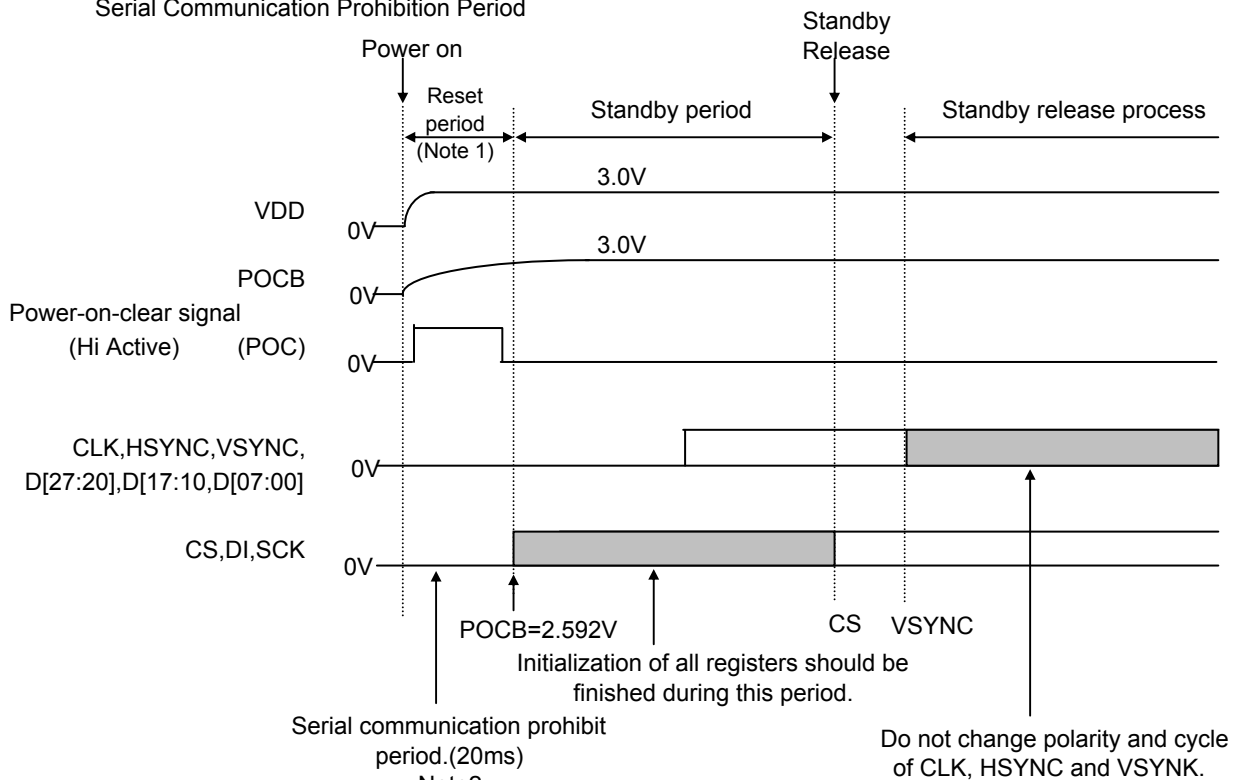 Serial Communication Prohibition Period
Power on
Standby
Release
Reset
period
(Note 1)
Standby period
Standby release process
3.0V
VDD
0V
3.0V
POCB
0V
Power-on-clear signal
(Hi Active) (POC)
0V
CLK,HSYNC,VSYNC,
D[27:20],D[17:10,D[07:00]
0V
CS,DI,SCK
0V
POCB=2.592V
CS VSYNC
Initialization of all registers should be
finished during this period.
Serial communication prohibit
period.(20ms)
Do not change polarity and cycle
of CLK, HSYNC and VSYNK.